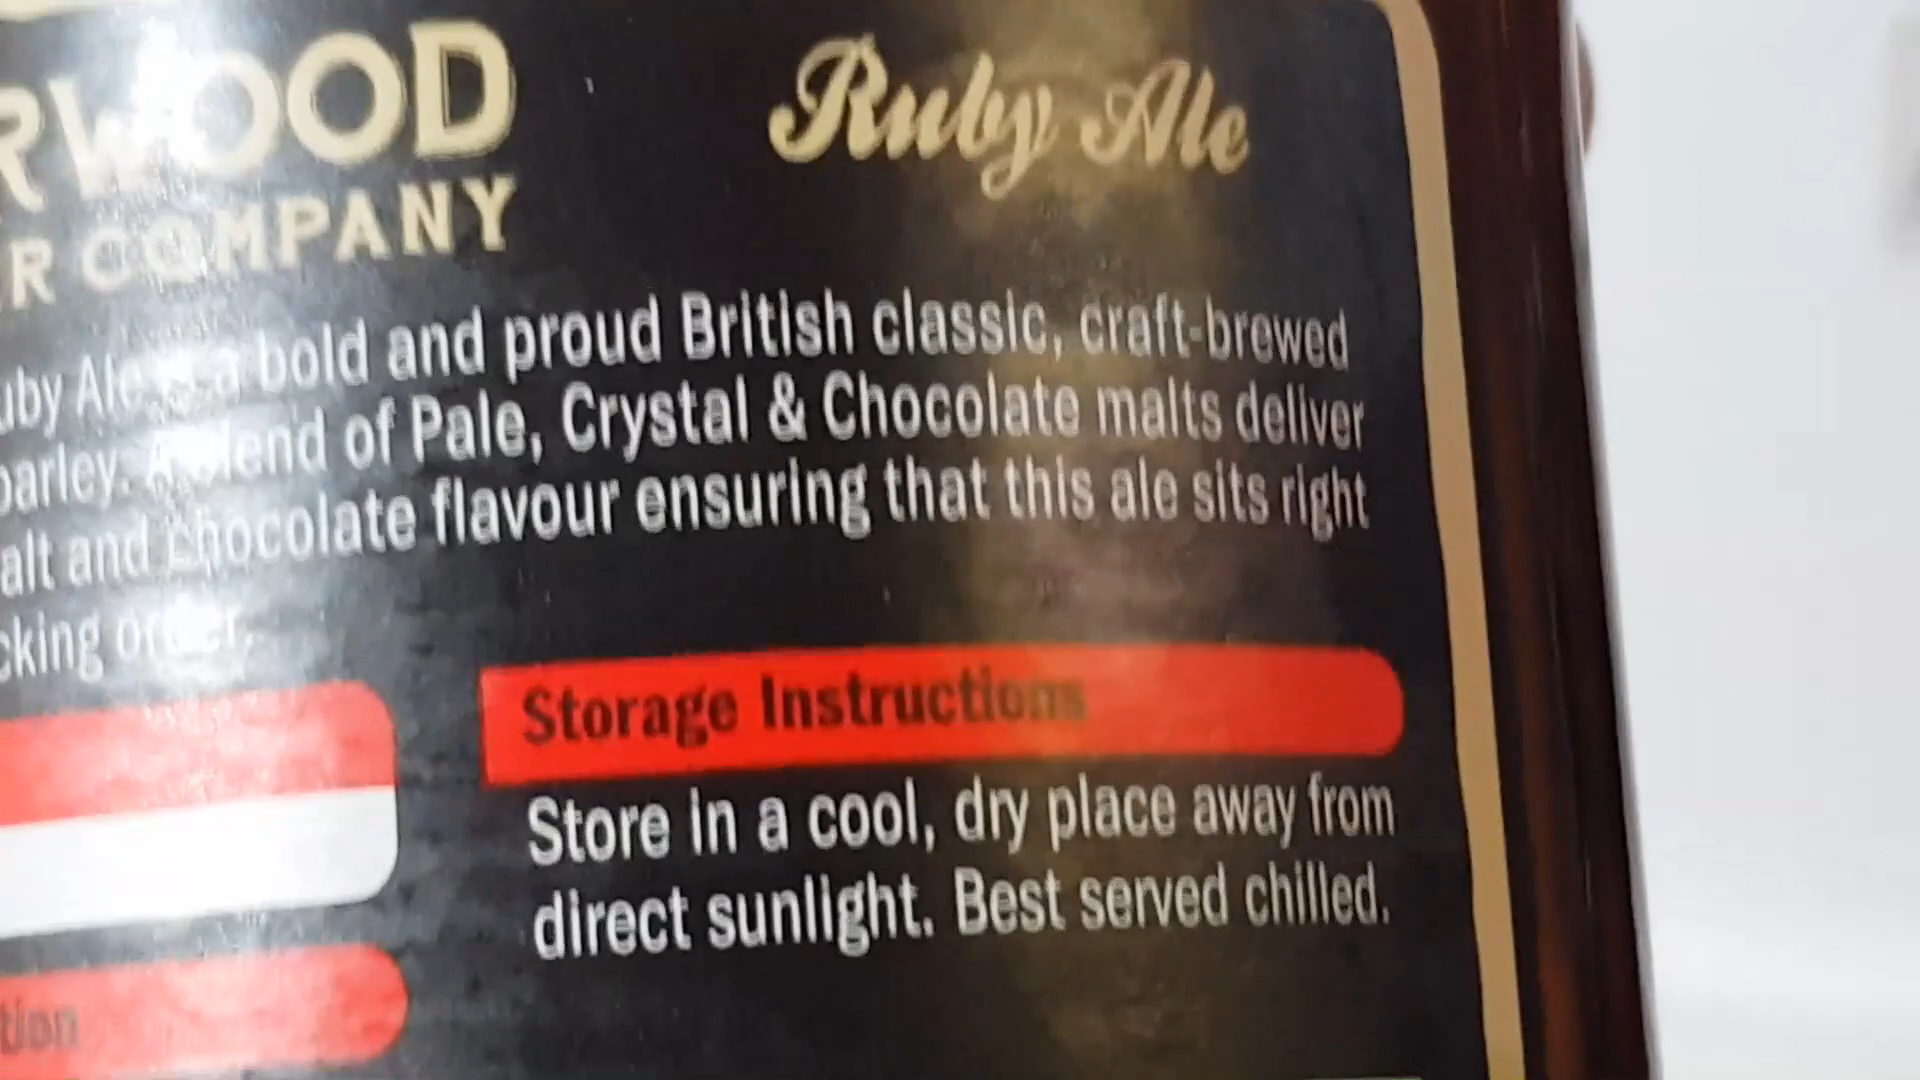 RWOOD
Ruby Ale
R COMPANY
uby Ale is a bold and proud British classic, craft-brewed
barley. A blend of Pale, Crystal & Chocolate malts deliver
alt and chocolate flavour ensuring that this ale sits right
cking order.
Storage Instructions
Store in a cool, dry place away from
direct sunlight. Best served chilled.
tion